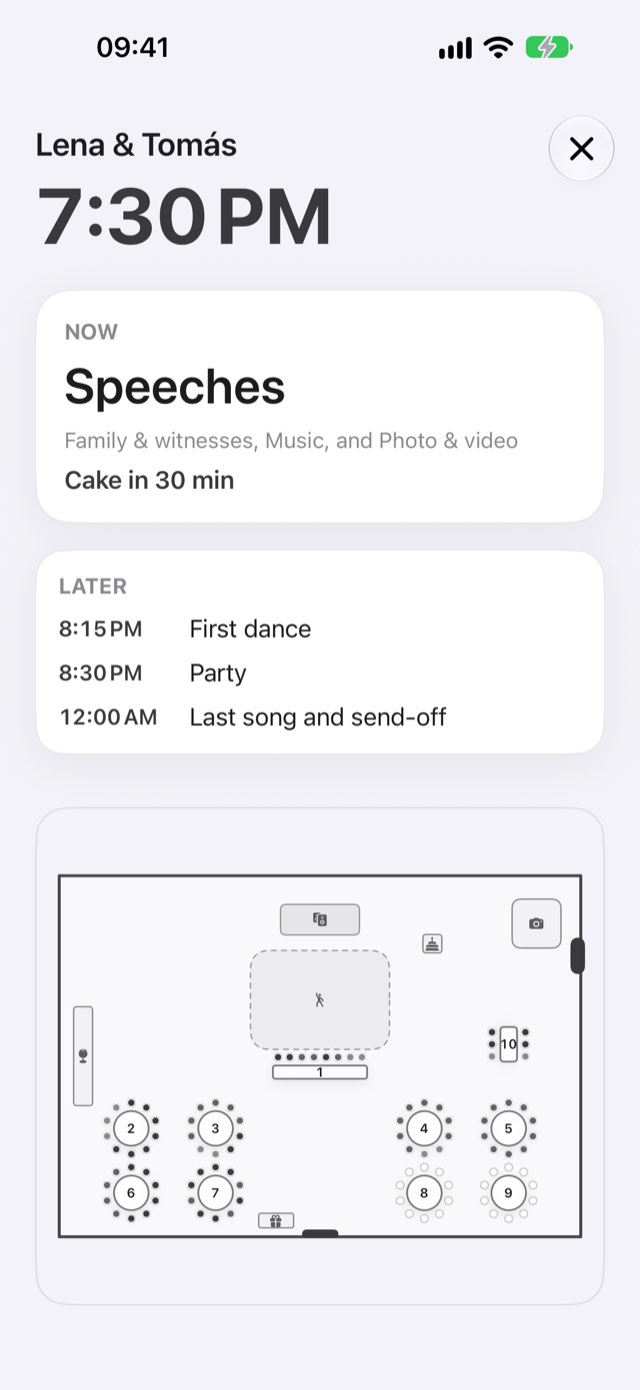 09:41
Lena & Tomás
7:30 PM
NOW
Speeches
Family & witnesses, Music, and Photo & video
Cake in 30 min
LATER
8:15 PM First dance
8:30 PM Party
12:00 AM Last song and send-off
10
1
2 3 4 5
6 7 8 9